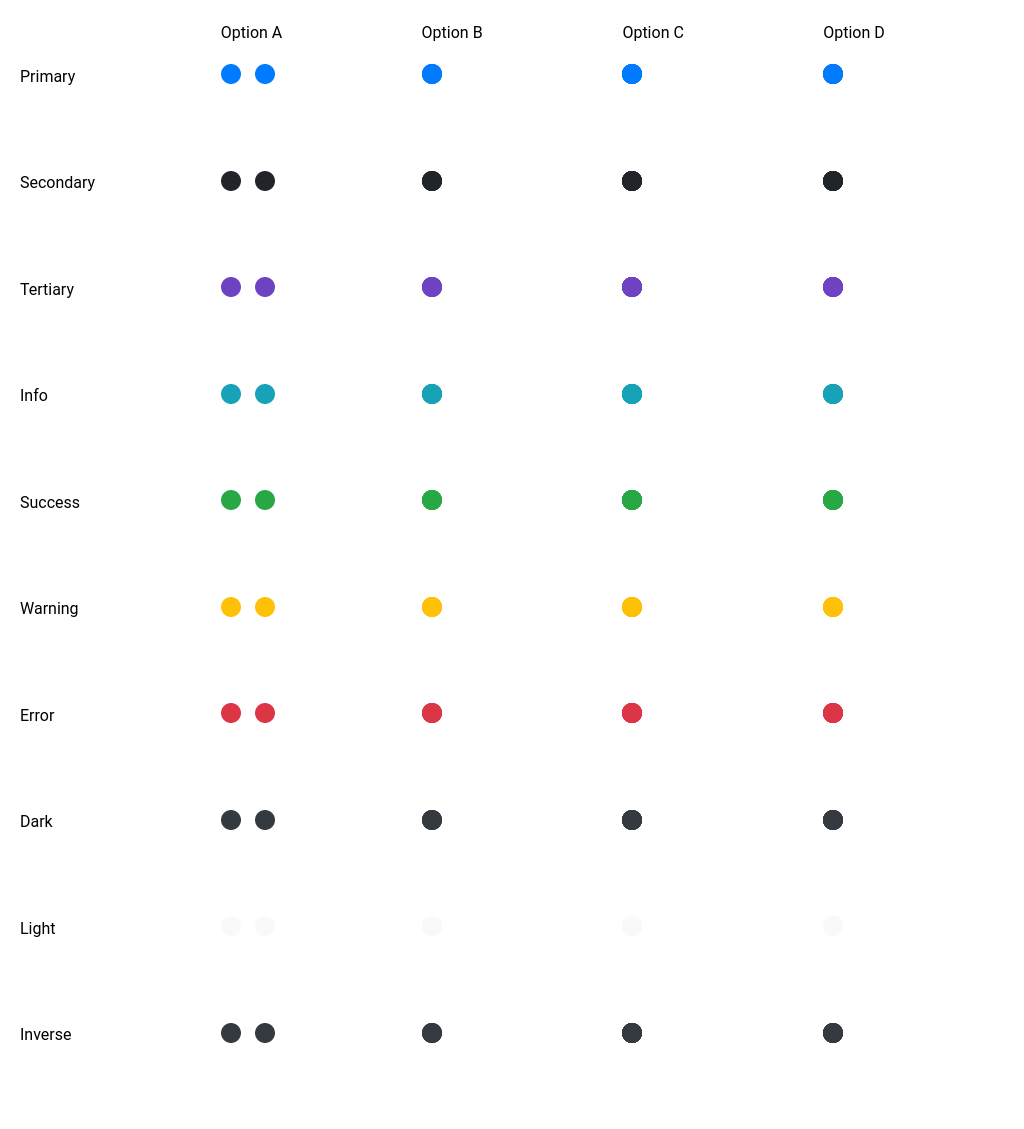 Option A Option B Option C Option D
Primary
Secondary
Tertiary
Info
Success
Warning
Error
Dark
Light
Inverse